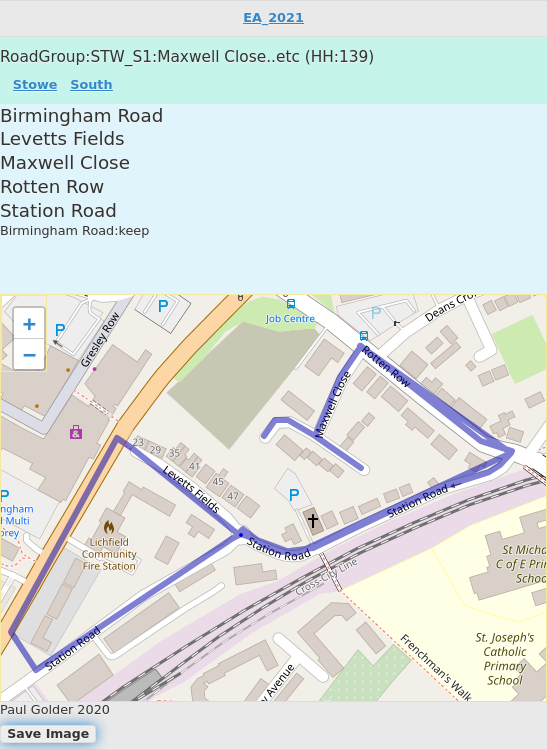 EA_2021
RoadGroup:STW_S1:Maxwell Close..etc (HH:139)
Stowe South
Birmingham Road
Levetts Fields
Maxwell Close
Rotten Row
Station Road
Birmingham Road:keep
+
−
P
P
Gresley Row
Job Centre
P
Deans Cro
Rotten Row
Maxwell Close
23
29
35
41
45
47
Levetts Fields
P
P
ngham
Multi
orey
Lichfield
Community
Fire Station
Station Road
Station Road
Cross-City Line
St Micha
C of E Prin
Schoo
St. Joseph's
Catholic
Primary
School
Station Road
Frenchman's Walk
y Avenue
Paul Golder 2020
Save Image